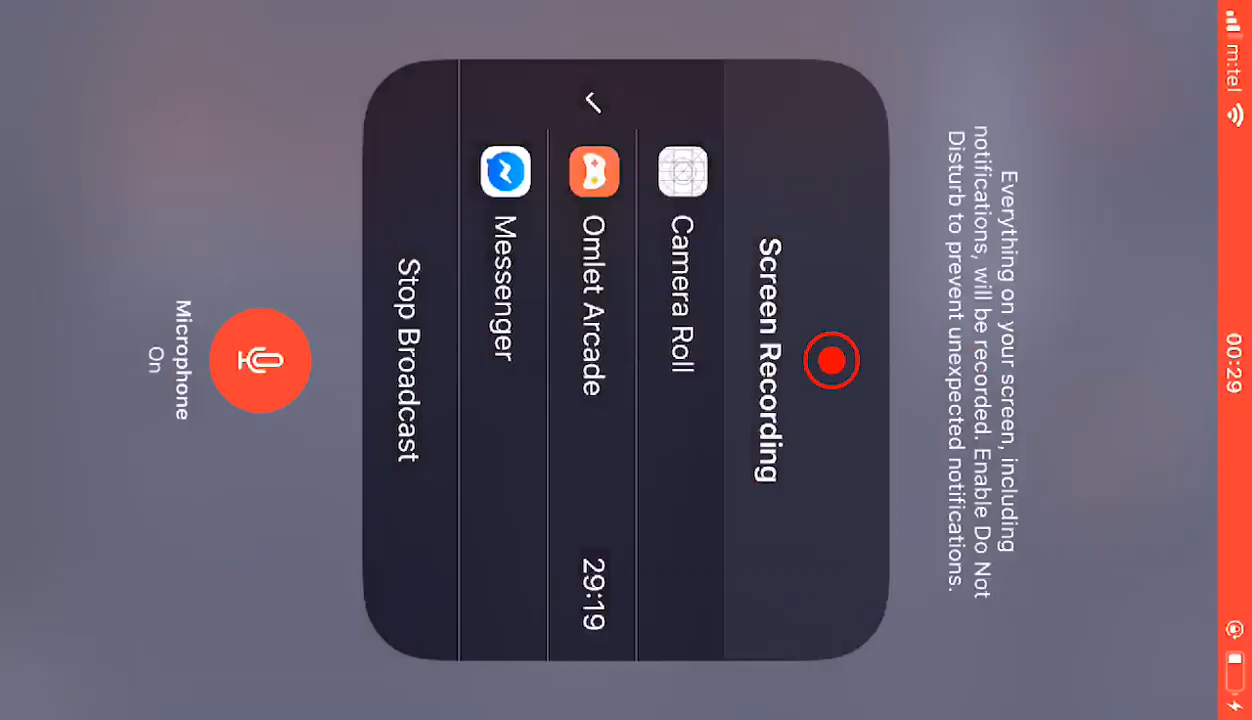 m:tel
00:29
Everything on your screen, including
notifications, will be recorded. Enable Do Not
Disturb to prevent unexpected notifications.
Screen Recording
Camera Roll
Omlet Arcade 29:19
Messenger
Stop Broadcast
Microphone
On